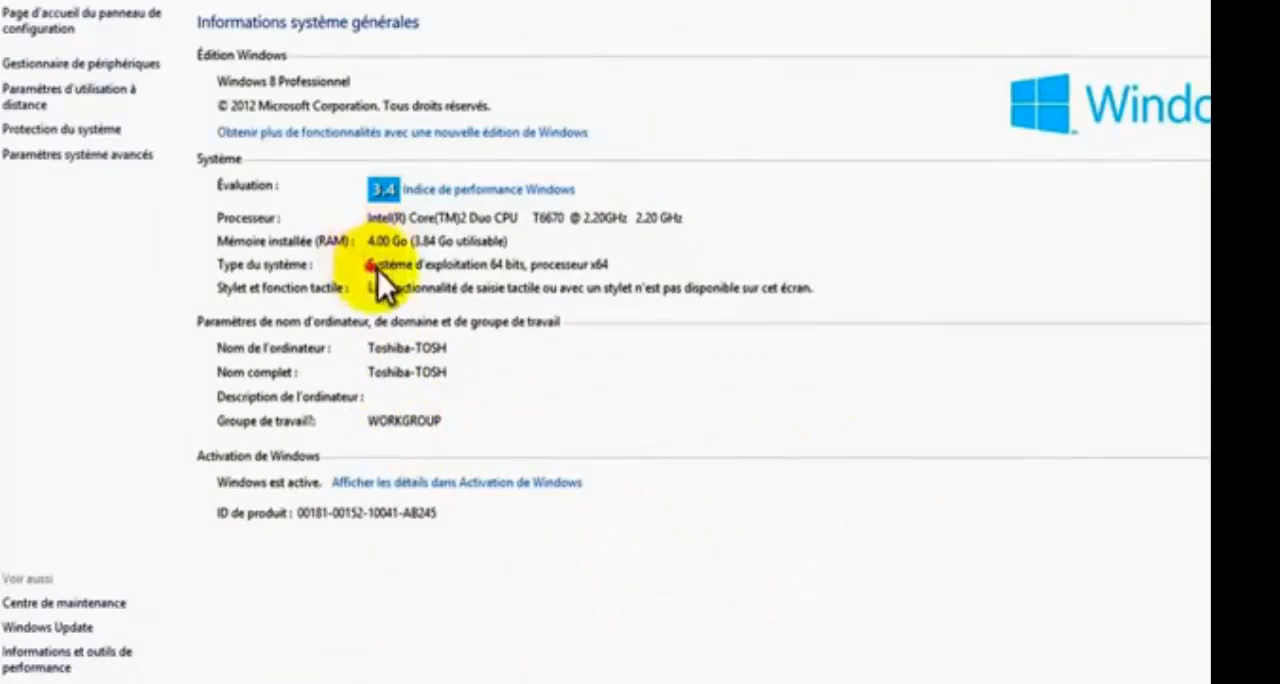 Page d'accueil du panneau de
configuration
Gestionnaire de périphériques
Paramètres d'utilisation à
distance
Protection du système
Paramètres système avancés
Informations système générales
Édition Windows
Windows 8 Professionnel
© 2012 Microsoft Corporation. Tous droits réservés.
Obtenir plus de fonctionnalités avec une nouvelle édition de Windows
Windo
Système
Évaluation : 3,4 Indice de performance Windows
Processeur : Intel(R) Core(TM)2 Duo CPU T6670 @ 2.20GHz 2.20 GHz
Mémoire installée (RAM) : 4,00 Go (3,84 Go utilisable)
Type du système : Système d'exploitation 64 bits, processeur x64
Stylet et fonction tactile : de saisie tactile ou avec un stylet n'est pas disponible sur cet écran.
Paramètres de nom d'ordinateur, de domaine et de groupe de travail
Nom de l'ordinateur : Toshiba-TOSH
Nom complet : Toshiba-TOSH
Description de l'ordinateur :
Groupe de travail?: WORKGROUP
Activation de Windows
Windows est activé. Afficher les détails dans Activation de Windows
ID de produit : 00181-00152-10041-AB245
Voir aussi
Centre de maintenance
Windows Update
Informations et outils de
performance